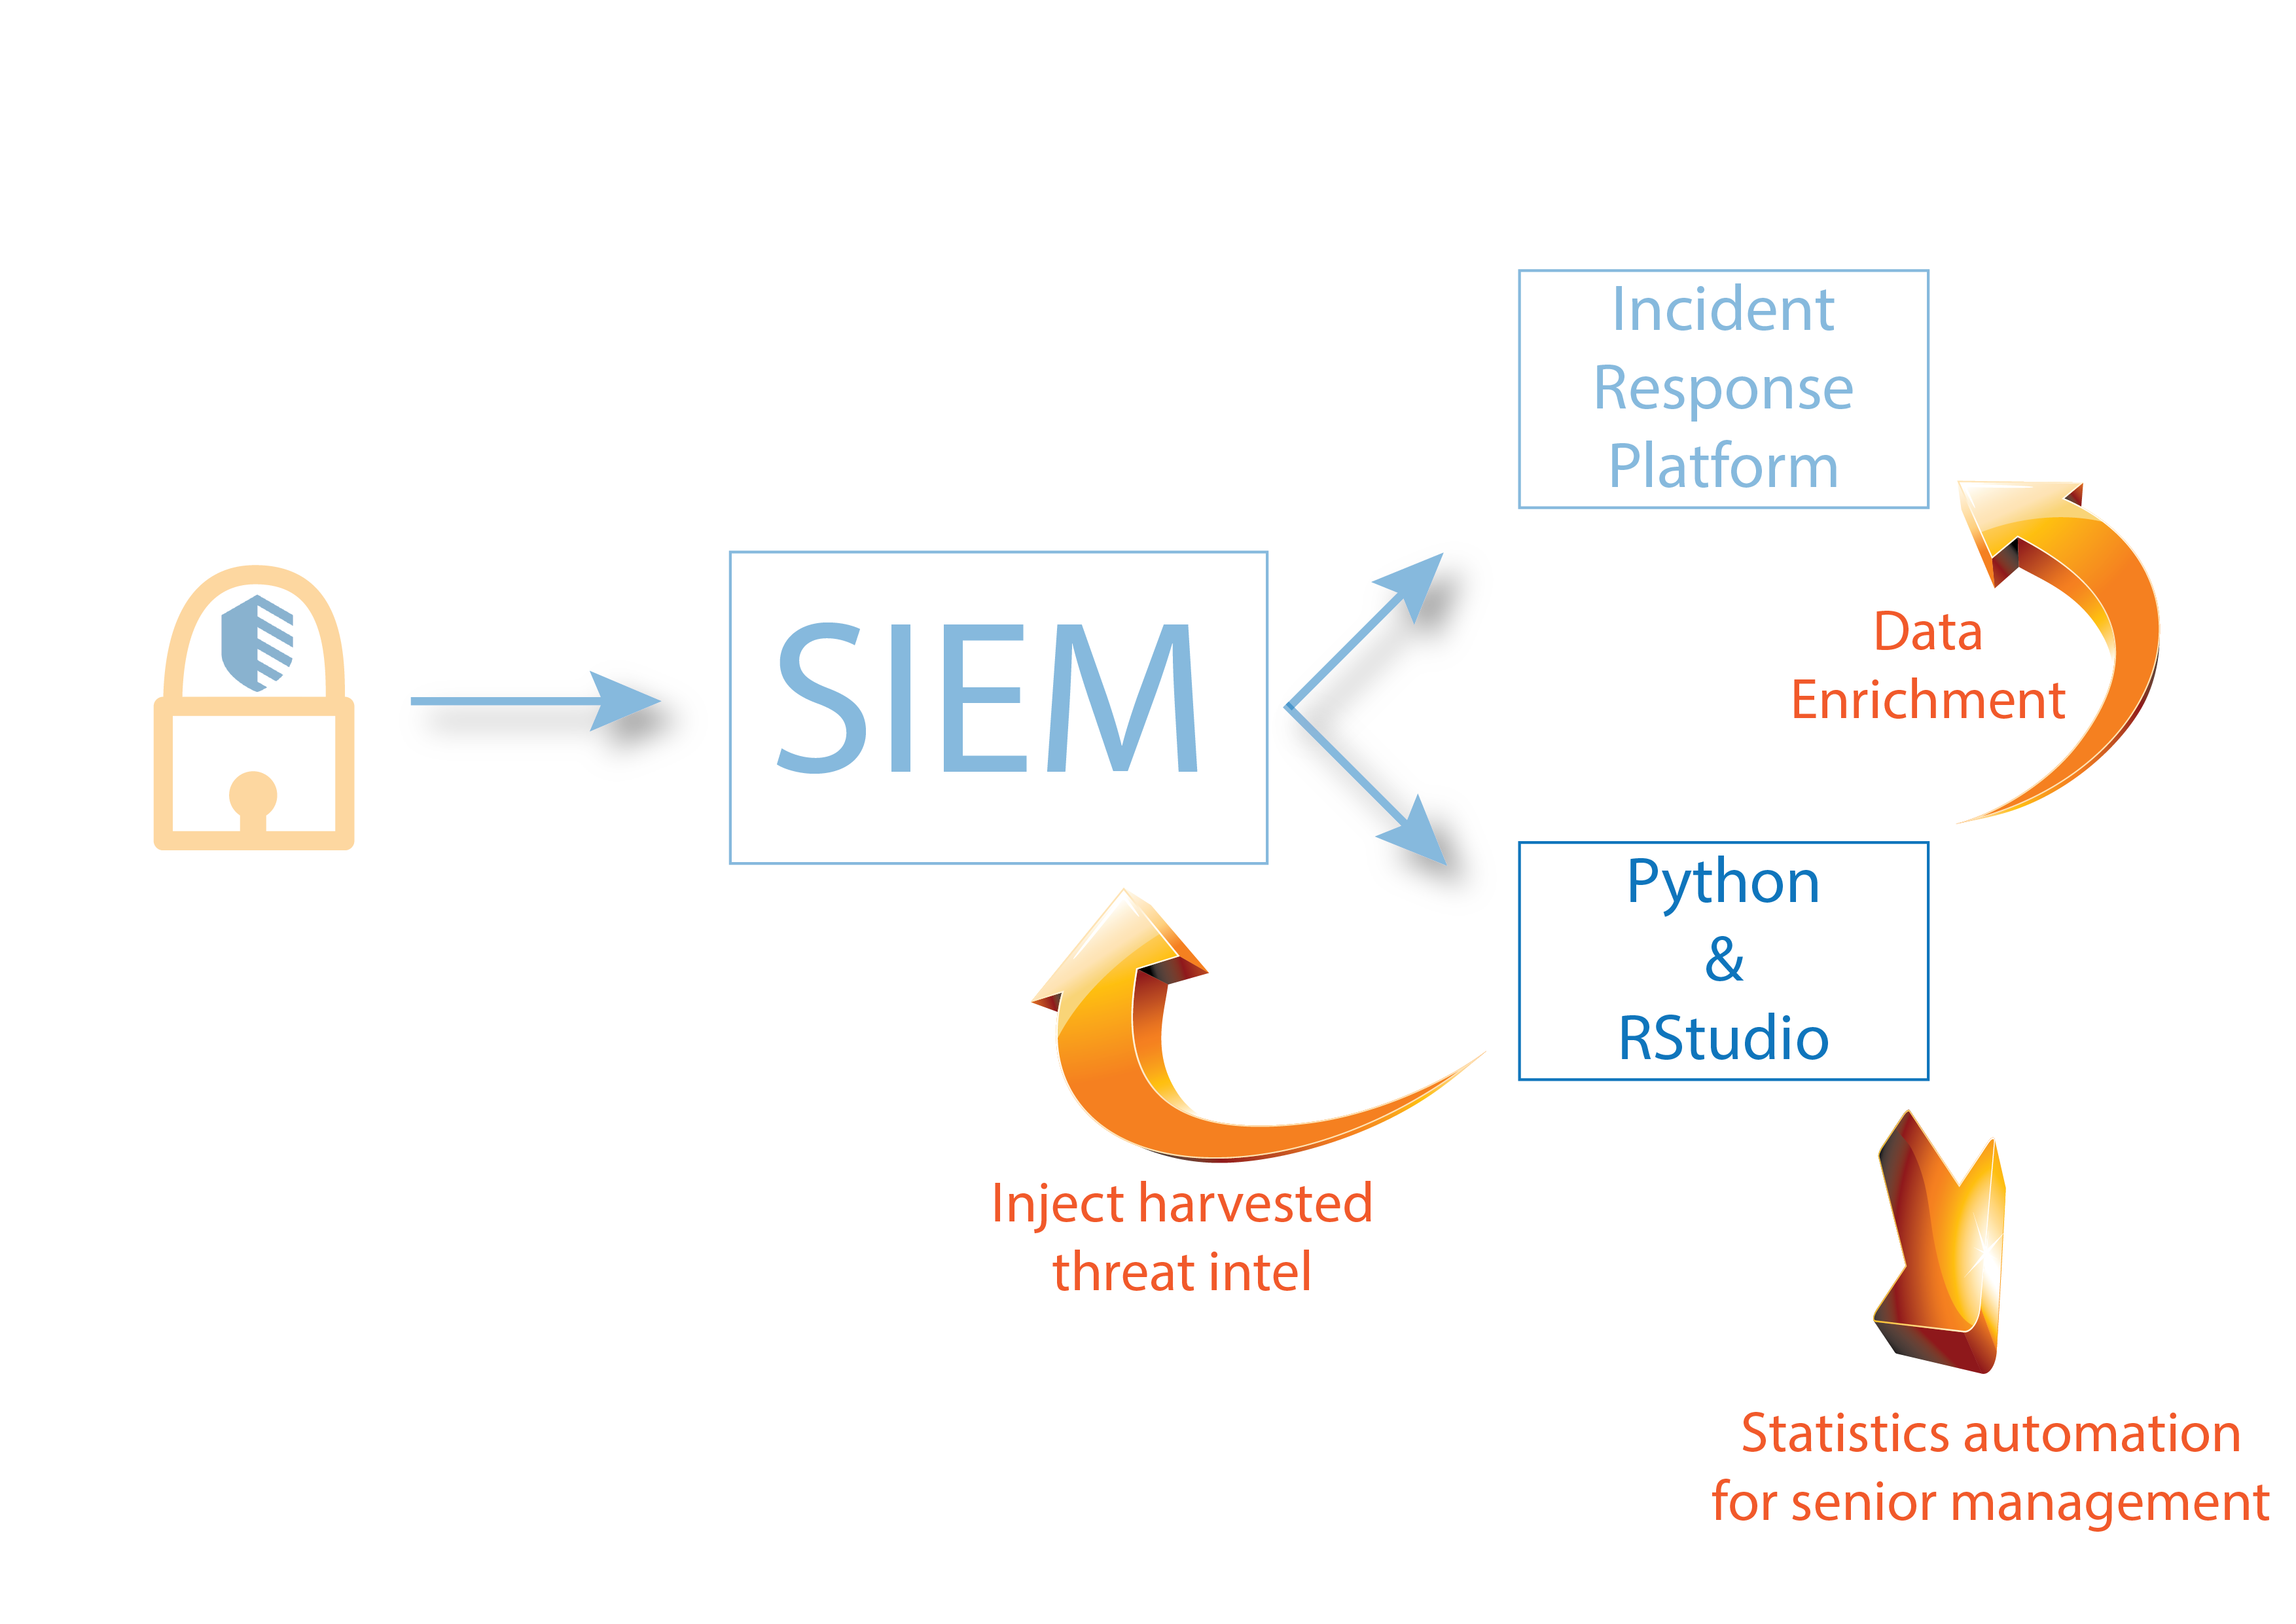 Incident
Response
Platform
SIEM
Data
Enrichment
Python
&
RStudio
Inject harvested
threat intel
Statistics automation
for senior management